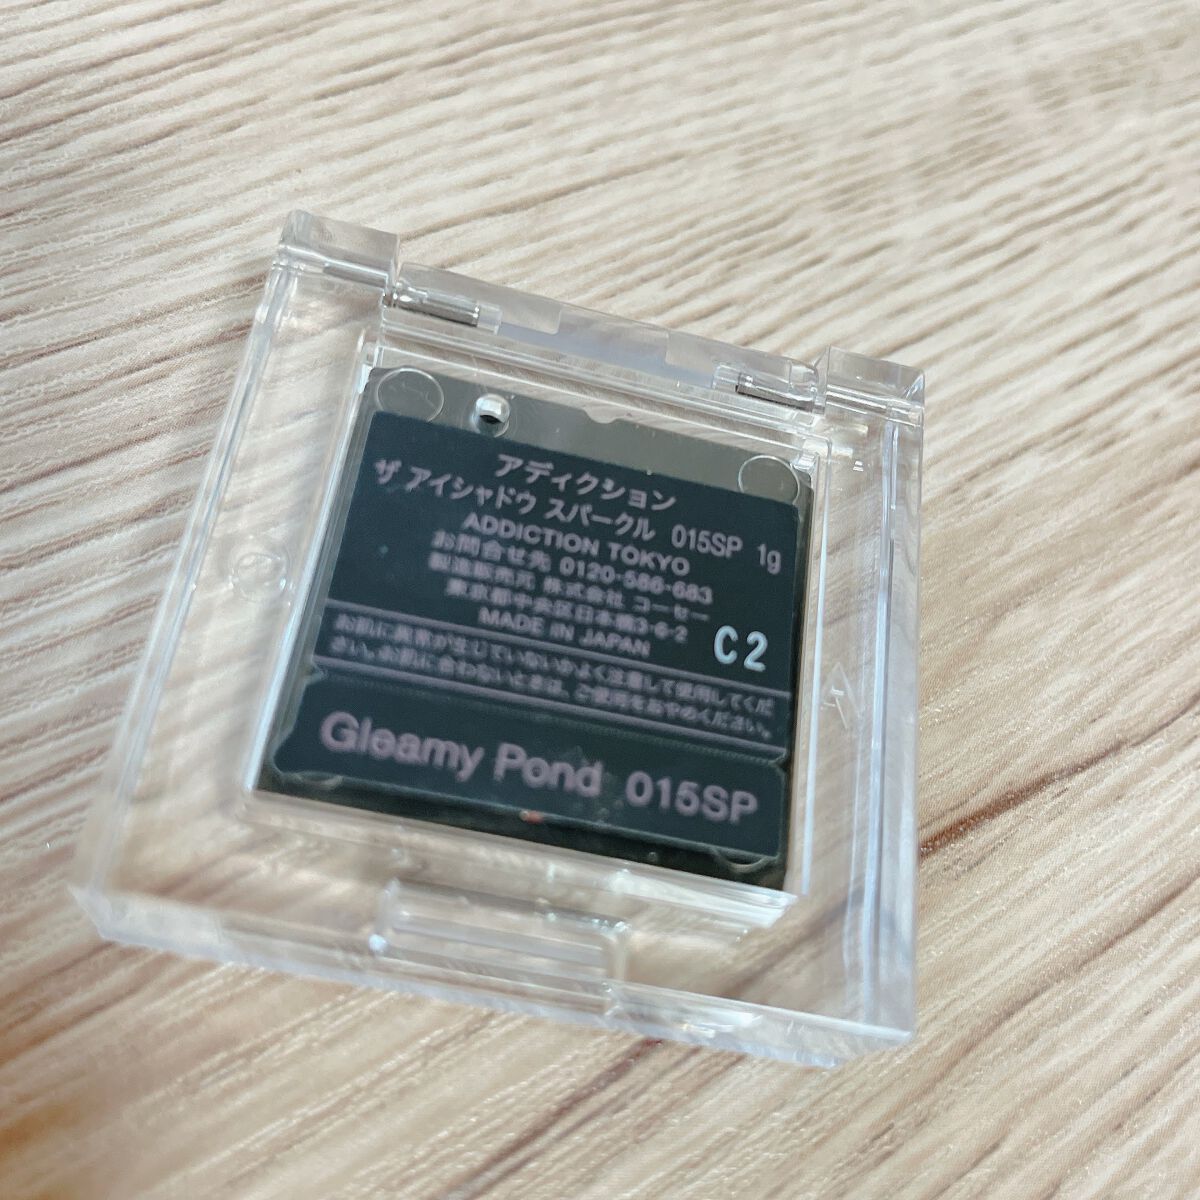 アディクション
ザ アイシャドウ スパークル 015SP 1g
ADDICTION TOKYO
お問合せ先 0120-586-683
製造販売元 株式会社 コーセー
東京都中央区日本橋3-6-2
MADE IN JAPAN
C2
お肌に異常が生じていないかよく注意して使用してくだ
さい。お肌に合わないときは、ご使用をおやめください。
Gleamy Pond 015SP